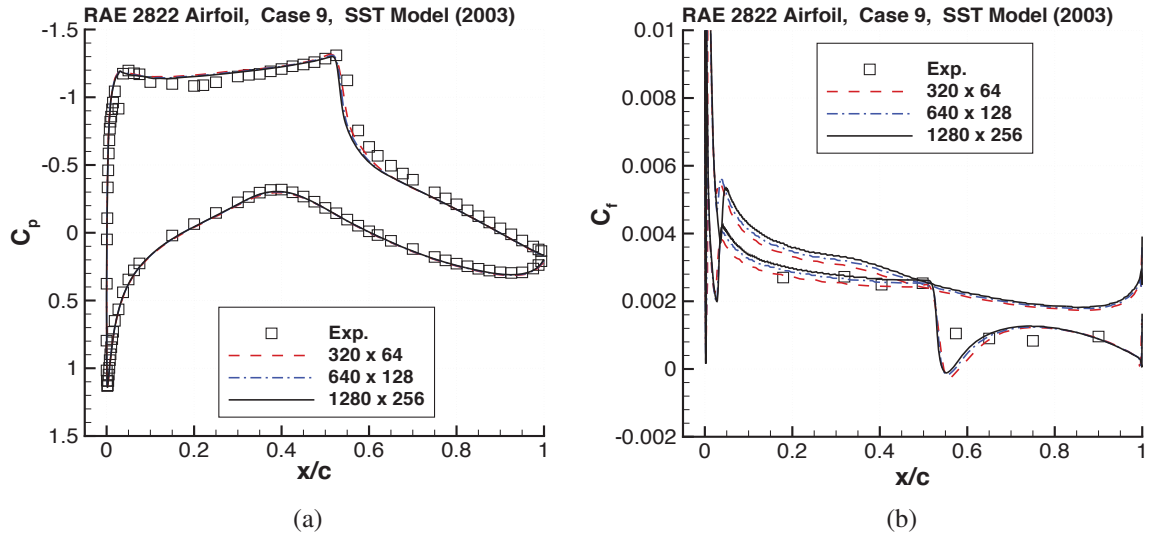 RAE 2822 Airfoil, Case 9, SST Model (2003)
-1.5
-1
-0.5
0
0.5
1
1.5
Cp
Exp.
320 x 64
640 x 128
1280 x 256
0
0.2
0.4
0.6
0.8
1
x/c
(a)
RAE 2822 Airfoil, Case 9, SST Model (2003)
0.01
0.008
0.006
0.004
0.002
0
-0.002
Cf
Exp.
320 x 64
640 x 128
1280 x 256
0
0.2
0.4
0.6
0.8
1
x/c
(b)